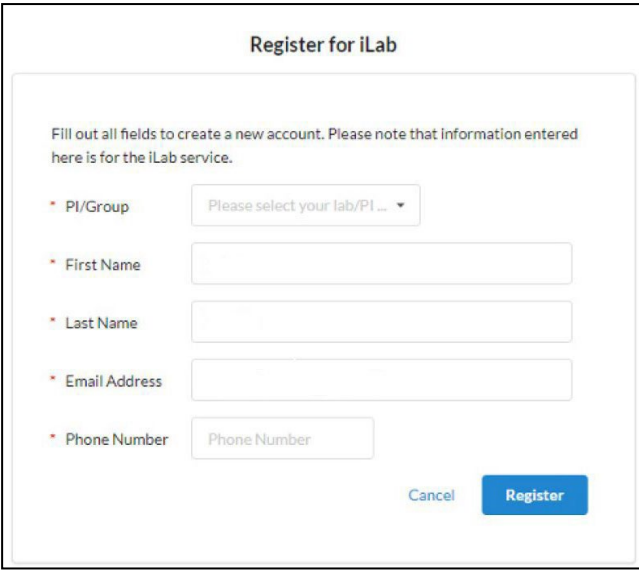 Register for iLab
Fill out all fields to create a new account. Please note that information entered
here is for the iLab service.
* PI/Group Please select your lab/PI ...
* First Name
* Last Name
* Email Address
* Phone Number Phone Number
Cancel Register